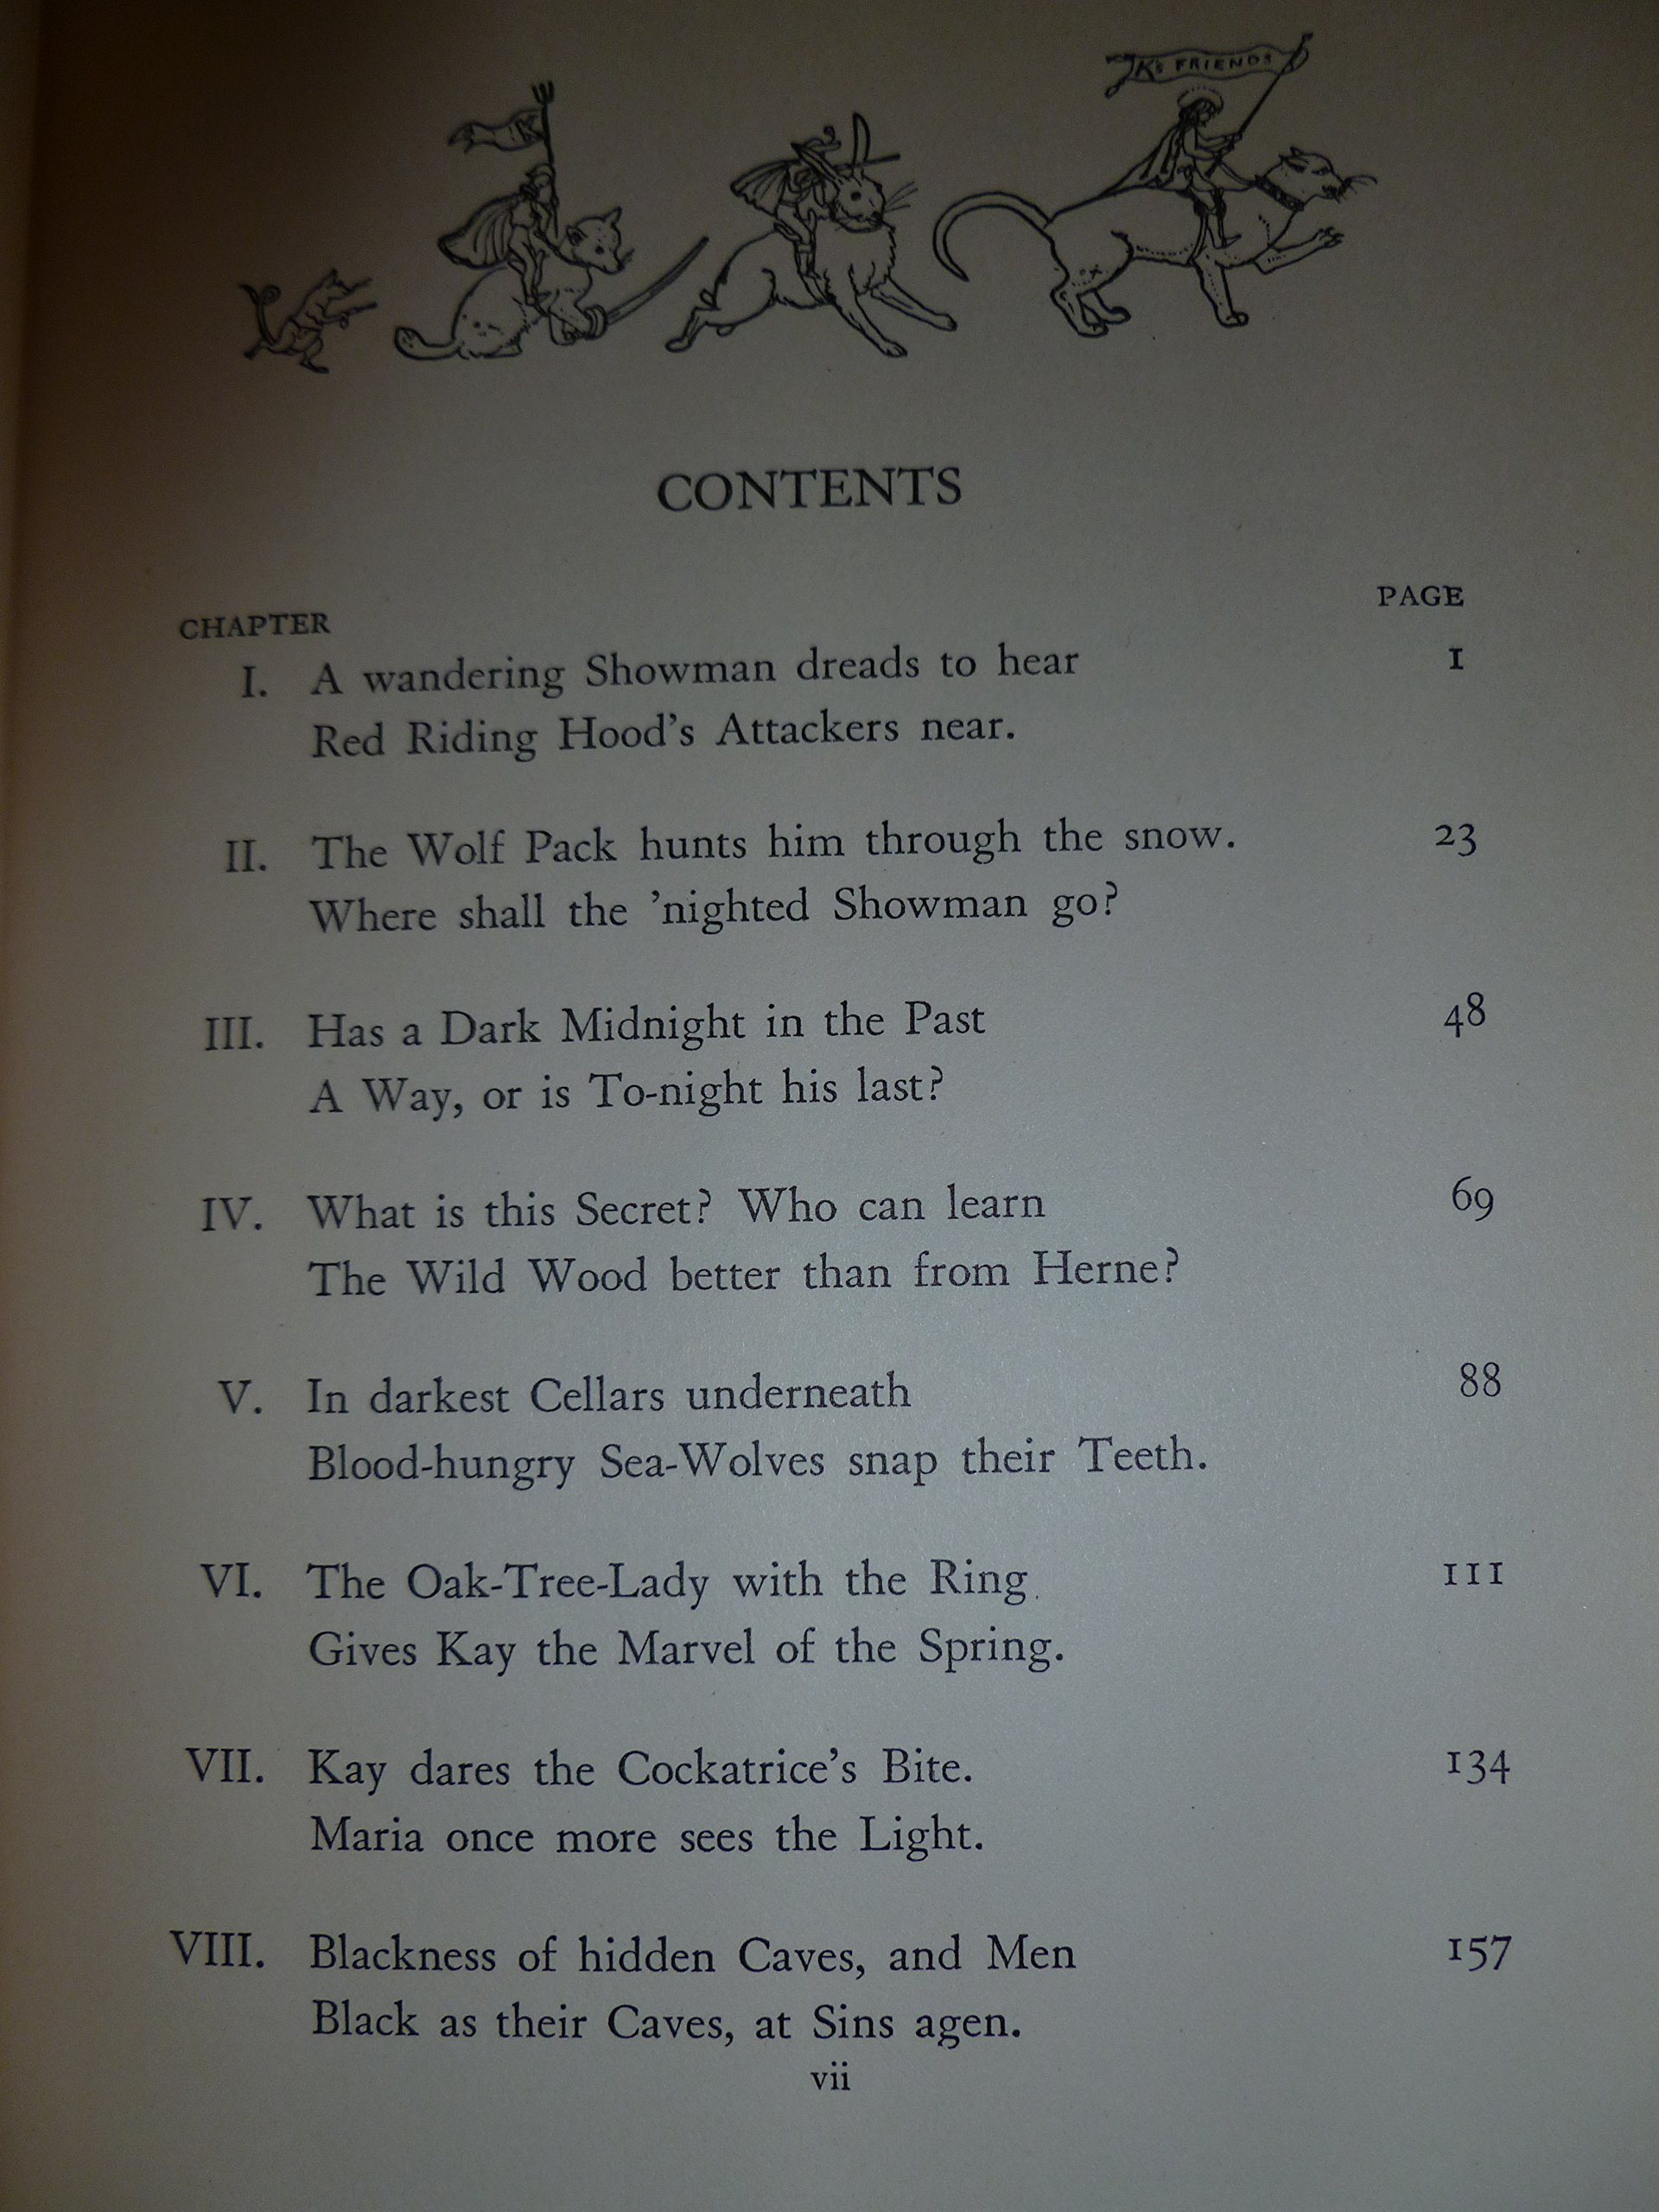 K's FRIENDS
CONTENTS
CHAPTER PAGE
I. A wandering Showman dreads to hear 1
Red Riding Hood's Attackers near.
II. The Wolf Pack hunts him through the snow. 23
Where shall the 'nighted Showman go?
III. Has a Dark Midnight in the Past 48
A Way, or is To-night his last?
IV. What is this Secret? Who can learn 69
The Wild Wood better than from Herne?
V. In darkest Cellars underneath 88
Blood-hungry Sea-Wolves snap their Teeth.
VI. The Oak-Tree-Lady with the Ring 111
Gives Kay the Marvel of the Spring.
VII. Kay dares the Cockatrice's Bite. 134
Maria once more sees the Light.
VIII. Blackness of hidden Caves, and Men 157
Black as their Caves, at Sins agen.
vii